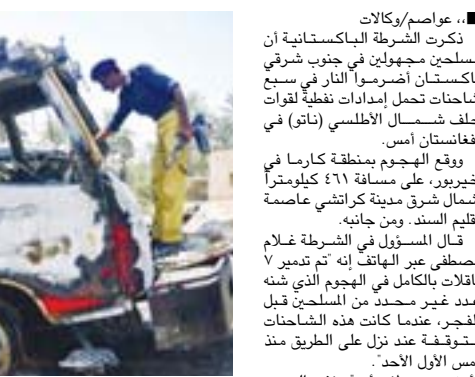 ،، عواصم/وكالات
ذكرت الشرطة الباكستانية أن
مسلحين مجهولين في جنوب شرقي
باكستان أضرموا النار في سبع
شاحنات تحمل إمدادات نفطية لقوات
حلف شمال الأطلسي (ناتو) في
أفغانستان أمس.
ووقع الهجوم بمنطقة كارما في
خيربور، على مسافة ٤٦١ كيلومتراً
شمال شرق مدينة كراتشي عاصمة
إقليم السند. ومن جانبه.
قال المسؤول في الشرطة غلام
مصطفى عبر الهاتف إنه "تم تدمير ٧
ناقلات بالكامل في الهجوم الذي شنه
عدد غير محدد من المسلحين قبل
الفجر، عندما كانت هذه الشاحنات
متوقفة عند نزل على الطريق منذ
أمس الأول الأحد".